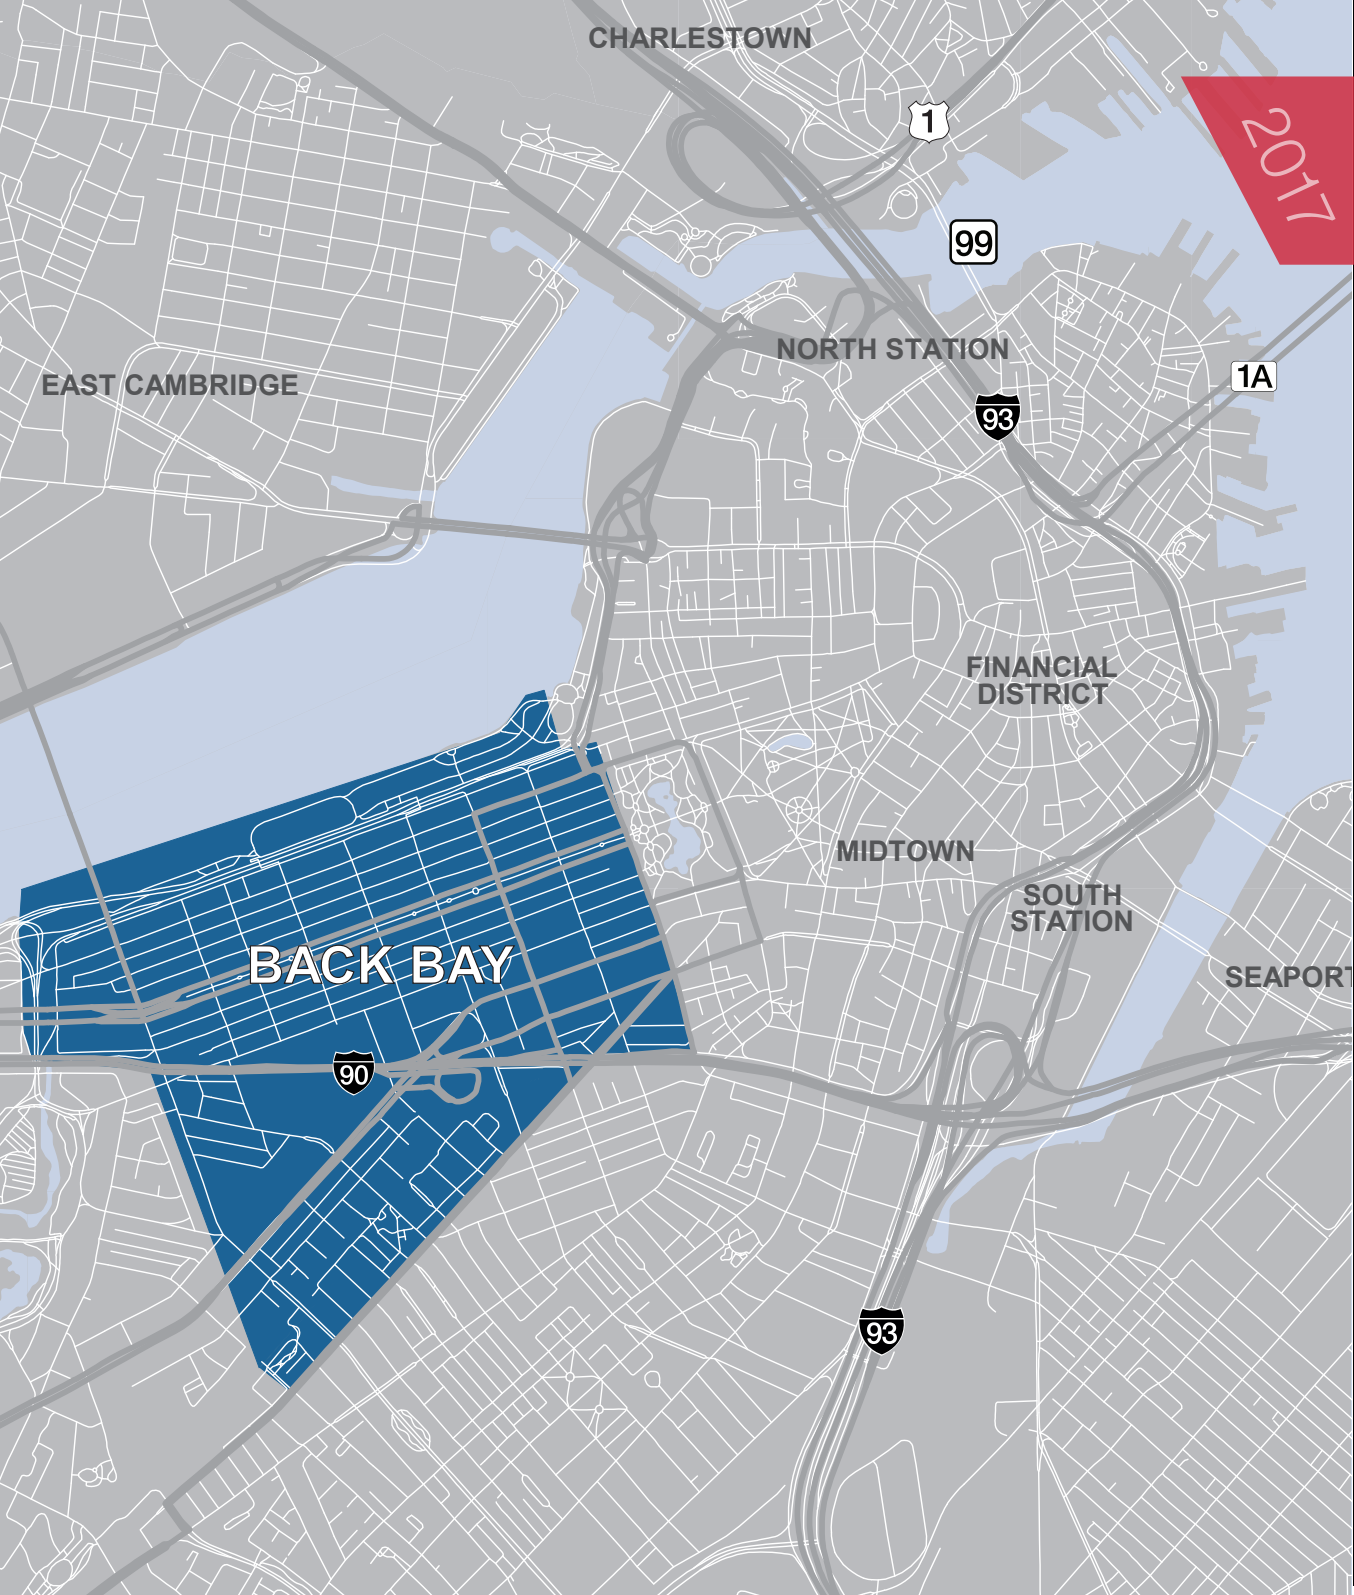 CHARLESTOWN
1
2017
99
NORTH STATION
1A
EAST CAMBRIDGE
93
FINANCIAL
DISTRICT
MIDTOWN
SOUTH
STATION
BACK BAY
SEAPORT
90
93